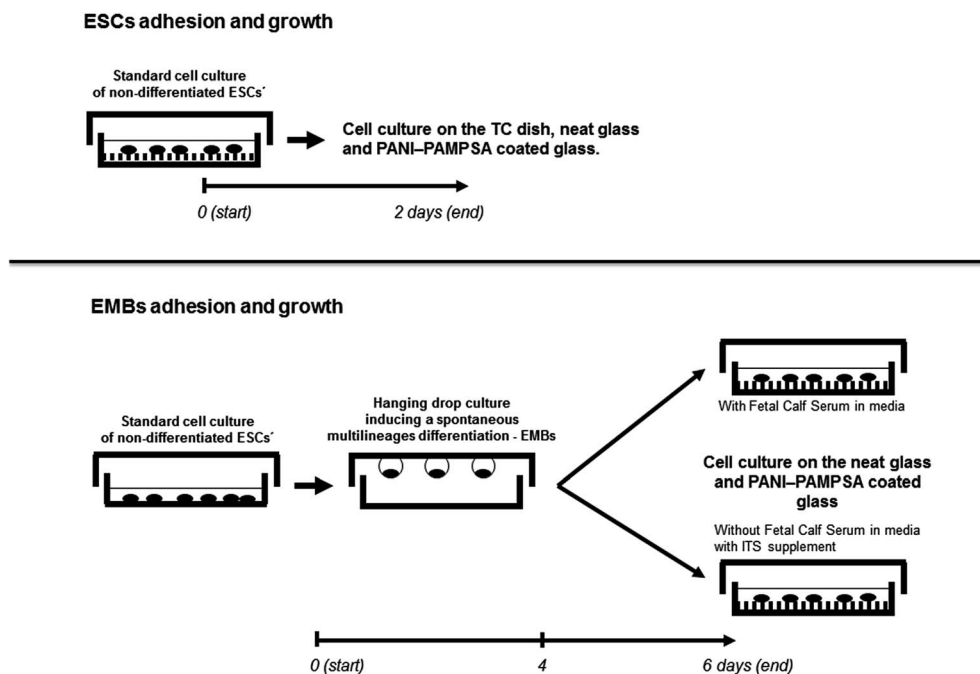 ESCs adhesion and growth
Standard cell culture
of non-differentiated ESCs´
Cell culture on the TC dish, neat glass
and PANI–PAMPSA coated glass.
0 (start)
2 days (end)
EMBs adhesion and growth
Standard cell culture
of non-differentiated ESCs´
Hanging drop culture
inducing a spontaneous
multilineages differentiation - EMBs
With Fetal Calf Serum in media
Cell culture on the neat glass
and PANI–PAMPSA coated
glass
Without Fetal Calf Serum in media
with ITS supplement
0 (start)
4
6 days (end)